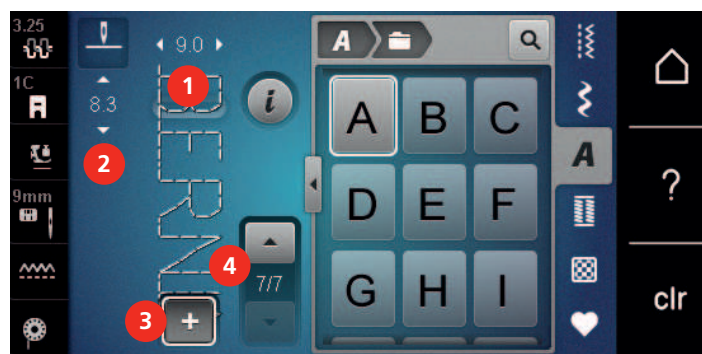 3.25
9.0
A
1
1C
8.3
i
A B C
2
A
9mm
BERN
D E F
?
4
7/7
G H I
3
+
clr